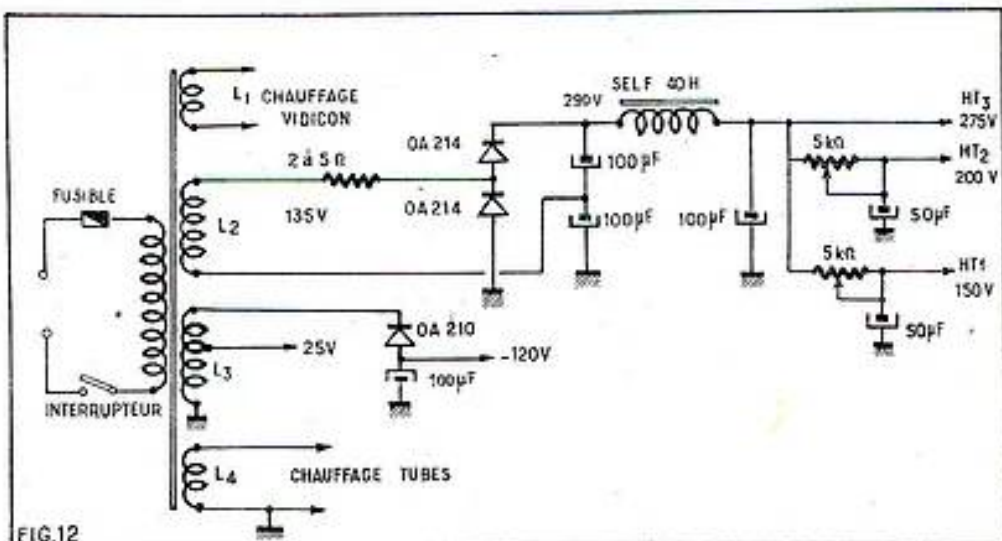 L1 CHAUFFAGE
VIDICON
FUSIBLE
L2
2 à 5 Ω
135V
OA 214
OA 214
290V
SELF 40H
100µF
100µF
100µF
HT3
275V
5kΩ
HT2
200 V
50µF
5kΩ
HT1
150V
50µF
L3
25V
OA 210
-120V
100µF
INTERRUPTEUR
L4
CHAUFFAGE TUBES
FIG.12